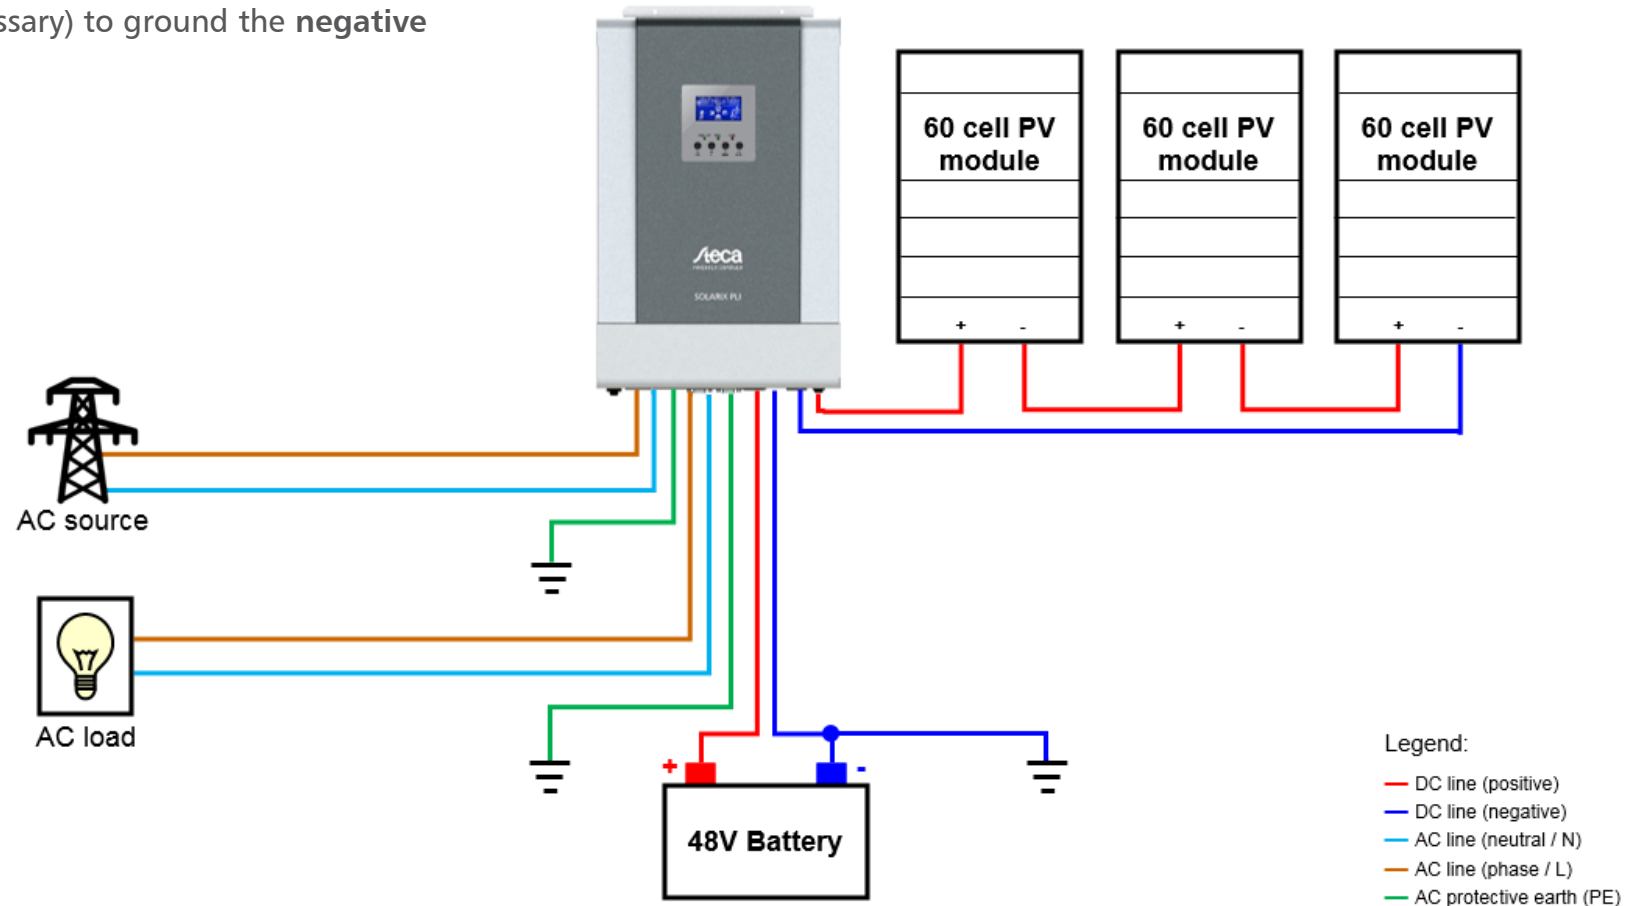 ssary) to ground the negative
60 cell PV
module
60 cell PV
module
60 cell PV
module
+ -
+ -
+ -
Steca
SOLARIX PLI
AC source
AC load
+ -
48V Battery
Legend:
DC line (positive)
DC line (negative)
AC line (neutral / N)
AC line (phase / L)
AC protective earth (PE)